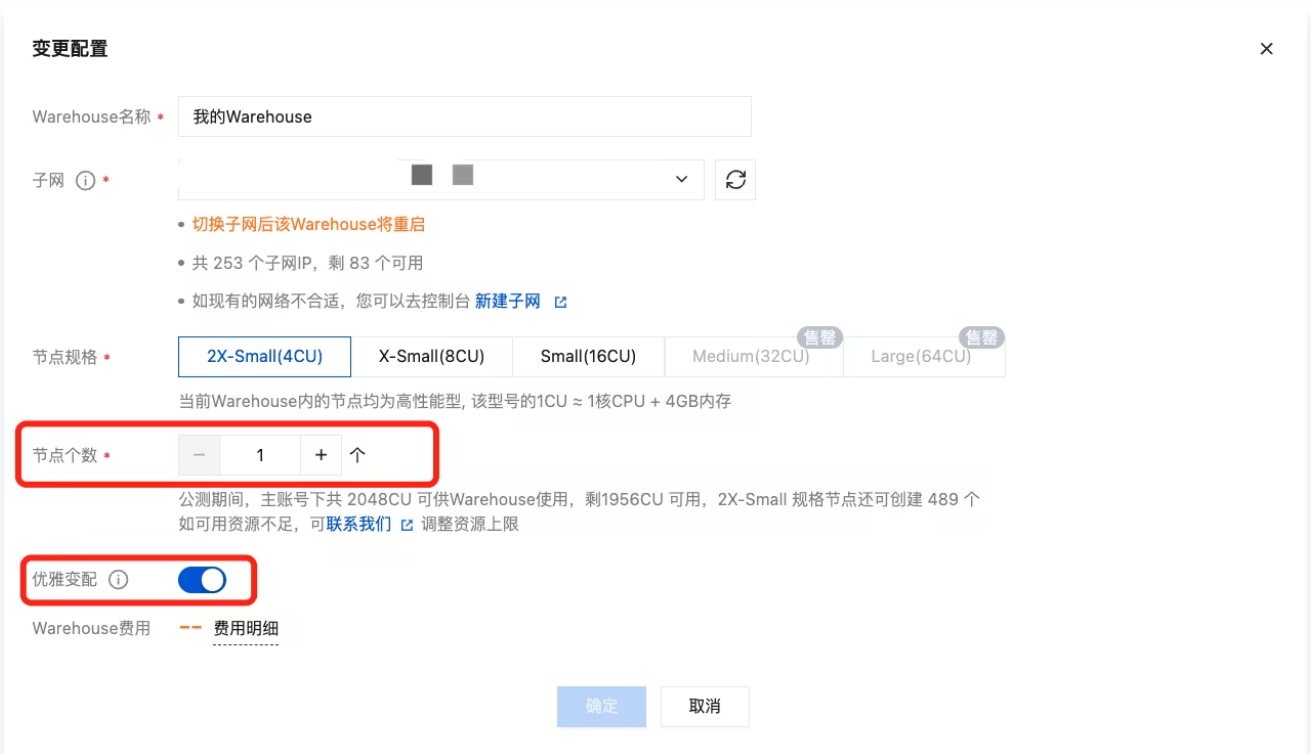 变更配置
Warehouse名称 * 我的Warehouse
子网 *
切换子网后该Warehouse将重启
共 253 个子网IP，剩 83 个可用
如现有的网络不合适，您可以去控制台 新建子网
售罄 售罄
节点规格 * 2X-Small(4CU) X-Small(8CU) Small(16CU) Medium(32CU) Large(64CU)
当前Warehouse内的节点均为高性能型, 该型号的1CU ≈ 1核CPU + 4GB内存
节点个数 * − 1 + 个
公测期间，主账号下共 2048CU 可供Warehouse使用，剩1956CU 可用，2X-Small 规格节点还可创建 489 个
如可用资源不足，可联系我们 调整资源上限
优雅变配
Warehouse费用 -- 费用明细
确定 取消